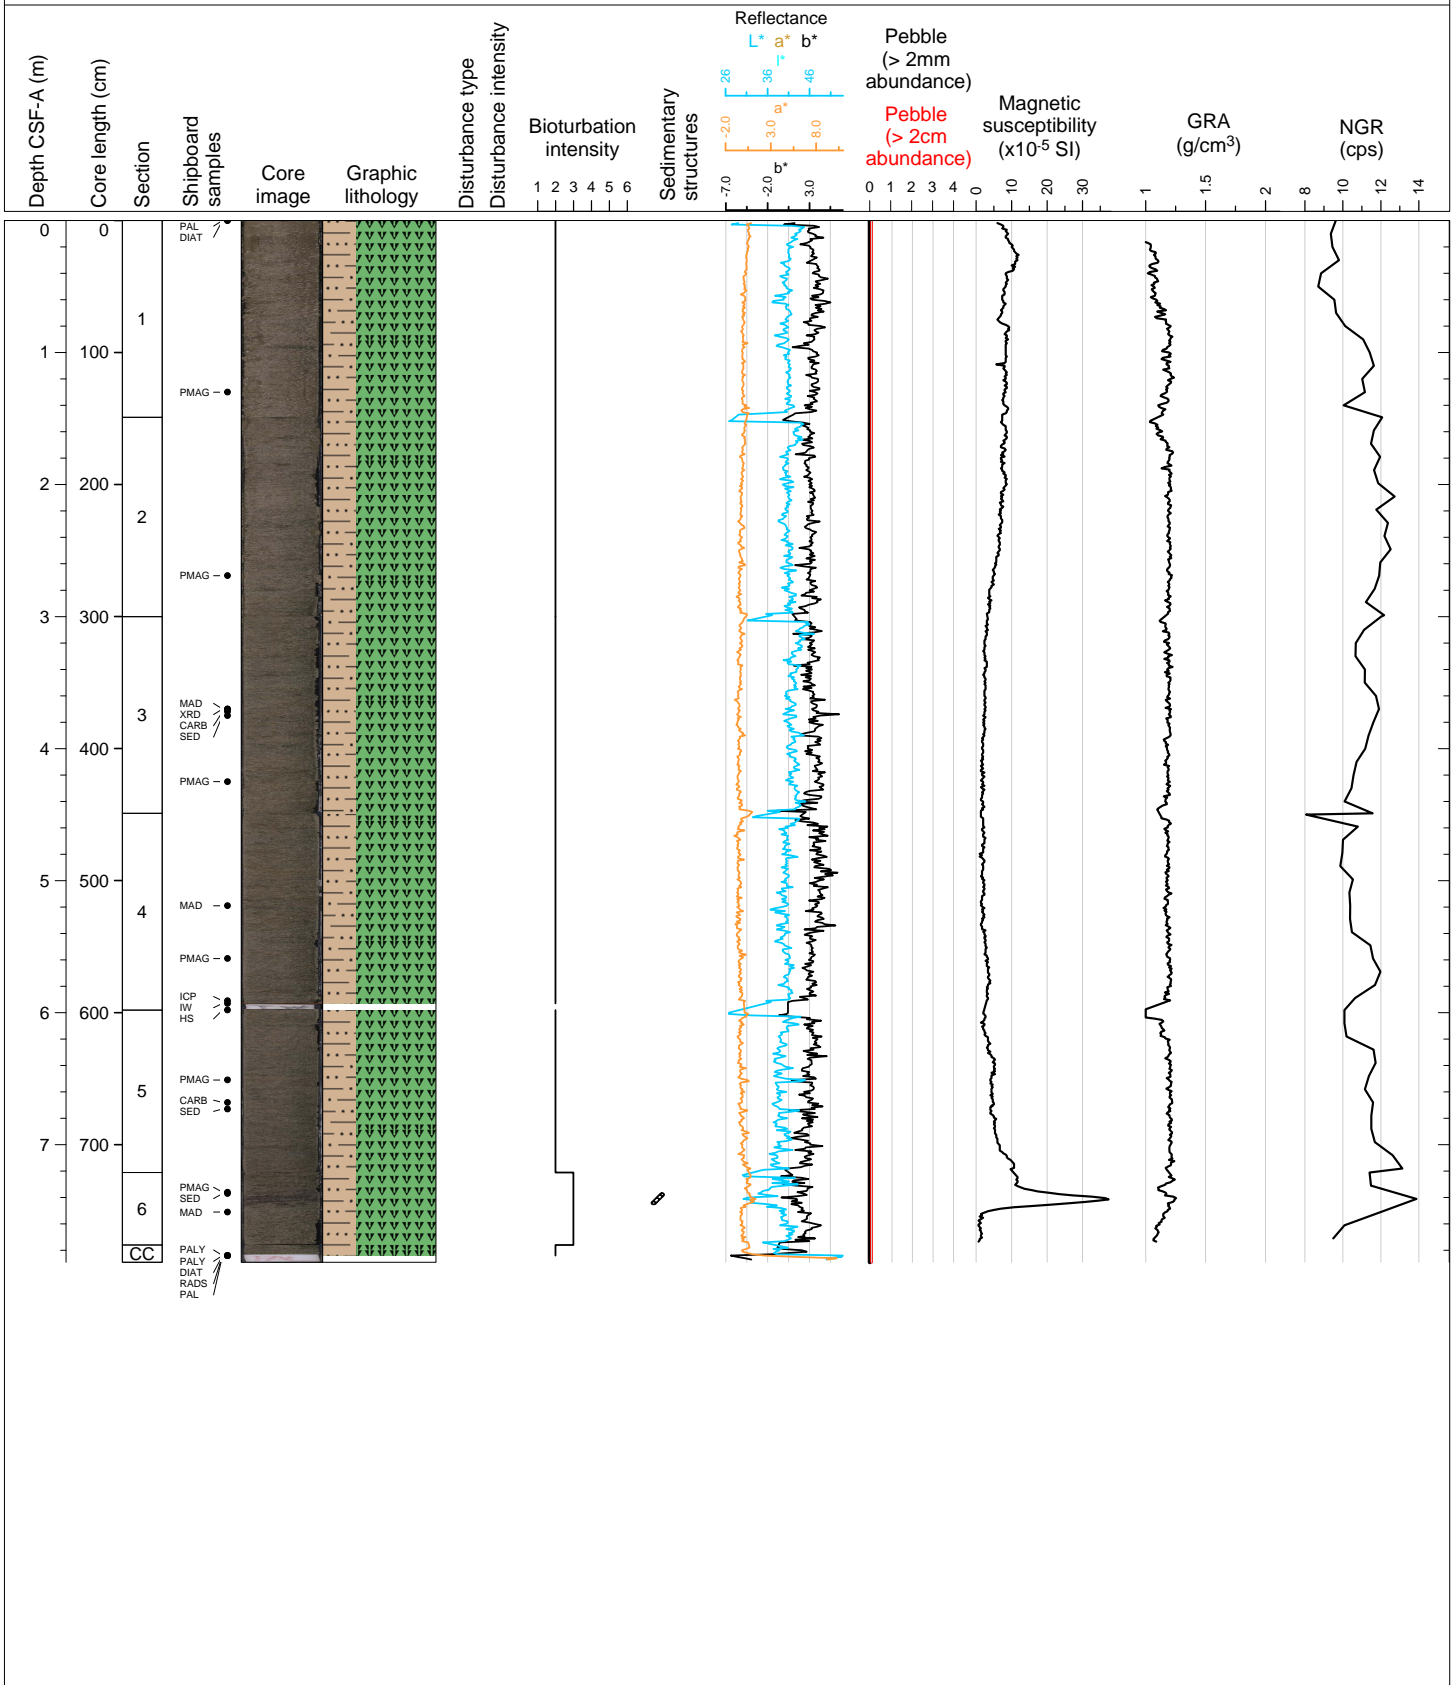 Depth CSF-A (m)
Core length (cm)
Section
Shipboard
samples
Core
image
Graphic
lithology
Disturbance type
Disturbance intensity
Bioturbation
intensity
1 2 3 4 5 6
Sedimentary
structures
Reflectance
L* a* b*
l*
26 36 46
a*
-2.0 3.0 8.0
b*
-7.0 -2.0 3.0
Pebble
(> 2mm
abundance)
Pebble
(> 2cm
abundance)
0 1 2 3 4
Magnetic
susceptibility
(x10-5 SI)
0 10 20 30
GRA
(g/cm3)
1 1.5 2
NGR
(cps)
8 10 12 14
0 0
PAL
DIAT
1
1 100
PMAG
2 200
2
PMAG
3 300
MAD
XRD
3
CARB
SED
4 400
PMAG
5 500
MAD
4
PMAG
ICP
IW
6 600
HS
PMAG
5
CARB
SED
7 700
PMAG
SED
6
MAD
CC
PALY
PALY
DIAT
RADS
PAL